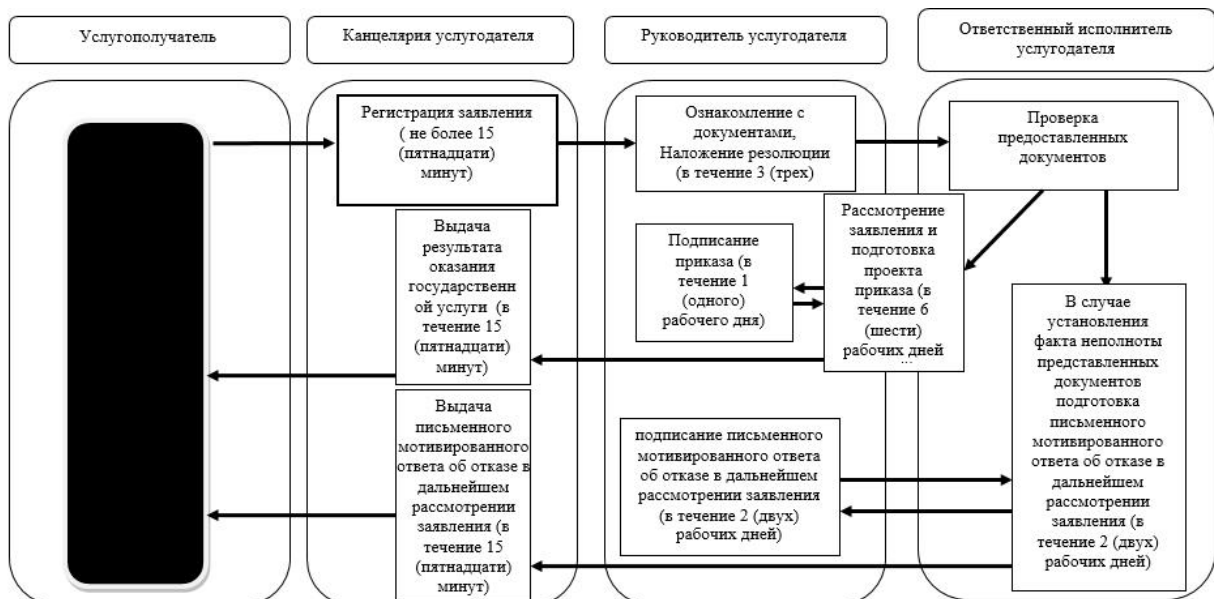 Услугополучатель
Канцелярия услугодателя
Руководитель услугодателя
Ответственный исполнитель
услугодателя
Регистрация заявления
( не более 15
(пятнадцати)
минут)
Ознакомление с
документами,
Наложение резолюции
(в течение 3 (трех)
Проверка
предоставленных
документов
Выдача
результата
оказания
государственн
ой услуги (в
течение 15
(пятнадцати)
минут)
Подписание
приказа (в
течение 1
(одного)
рабочего дня)
Рассмотрение
заявления и
подготовка
проекта
приказа (в
течение 6
(шести)
рабочих дней
В случае
установления
факта неполноты
представленных
документов
подготовка
письменного
мотивированного
ответа об отказе в
дальнейшем
рассмотрении
заявления (в
течение 2 (двух)
рабочих дней)
Выдача
письменного
мотивированного
ответа об отказе в
дальнейшем
рассмотрении
заявления (в
течение 15
(пятнадцати)
минут)
подписание письменного
мотивированного ответа
об отказе в дальнейшем
рассмотрении заявления
(в течение 2 (двух)
рабочих дней)